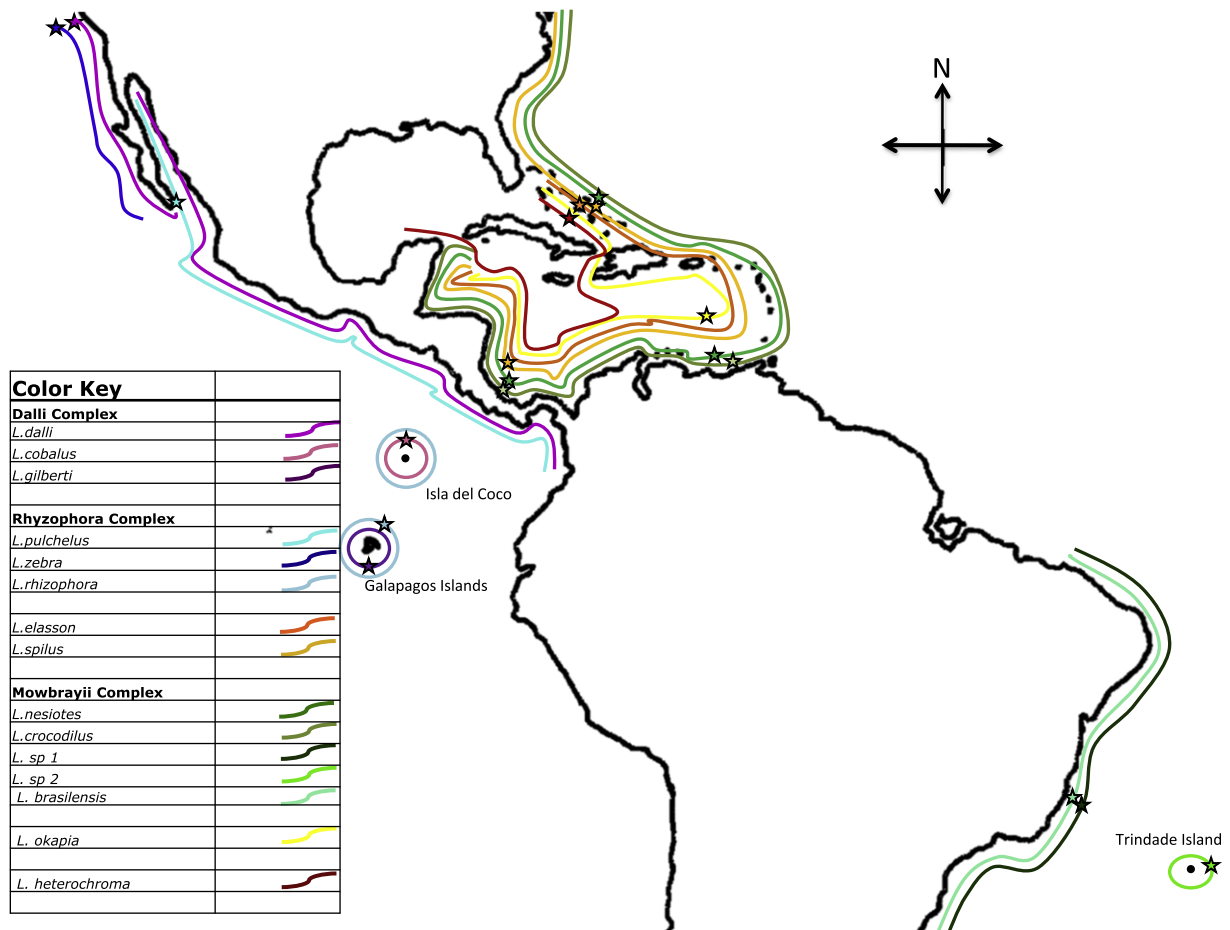 N
Color Key
Dalli Complex
L.dalli
L.cobalus
L.gilberti
Rhyzophora Complex
L.pulchelus
L.zebra
L.rhizophora
L.elasson
L.spilus
Mowbrayii Complex
L.nesiotes
L.crocodilus
L. sp 1
L. sp 2
L. brasilensis
L. okapia
L. heterochroma
Isla del Coco
Galapagos Islands
Trindade Island